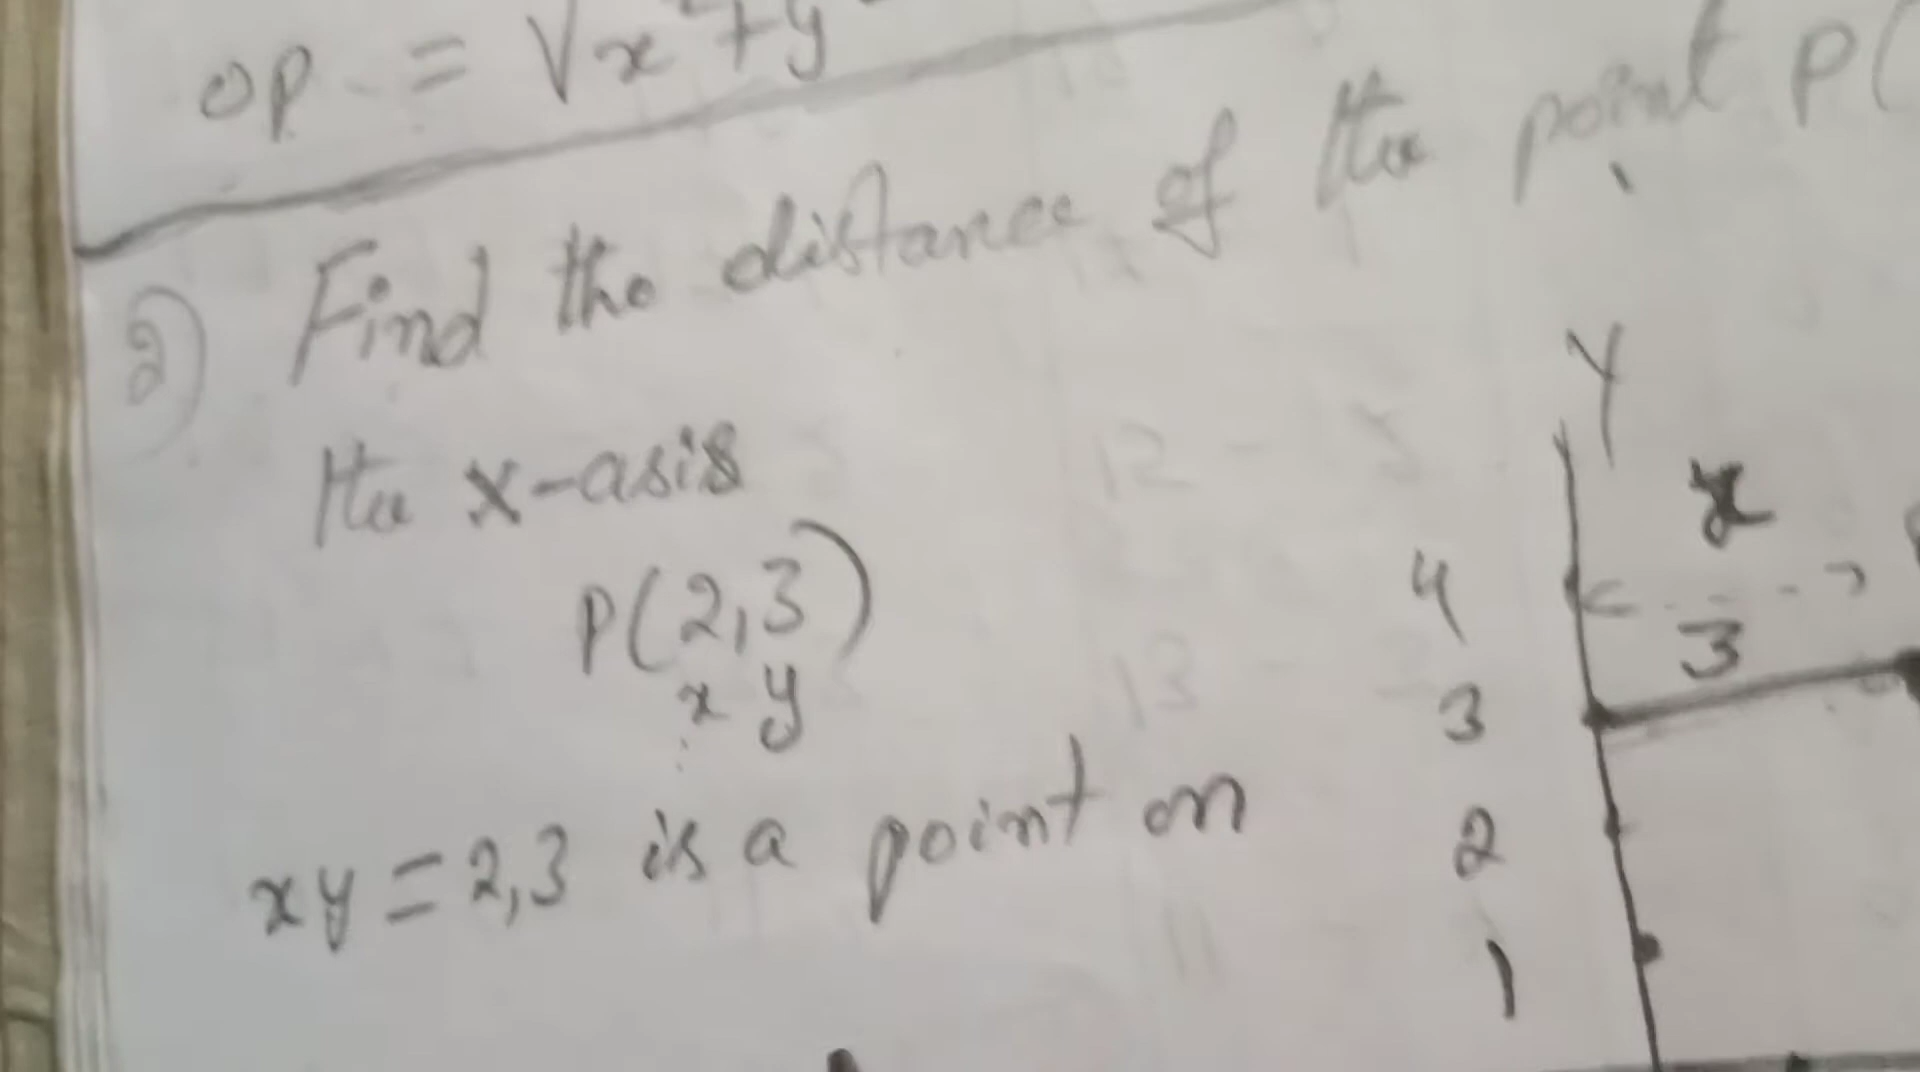 OP = √x²+y
2) Find the distance of the point P(
the x-asis
P(2,3)
x y
xy = 2,3 is a point on
Y
x
4
3
3
2
1